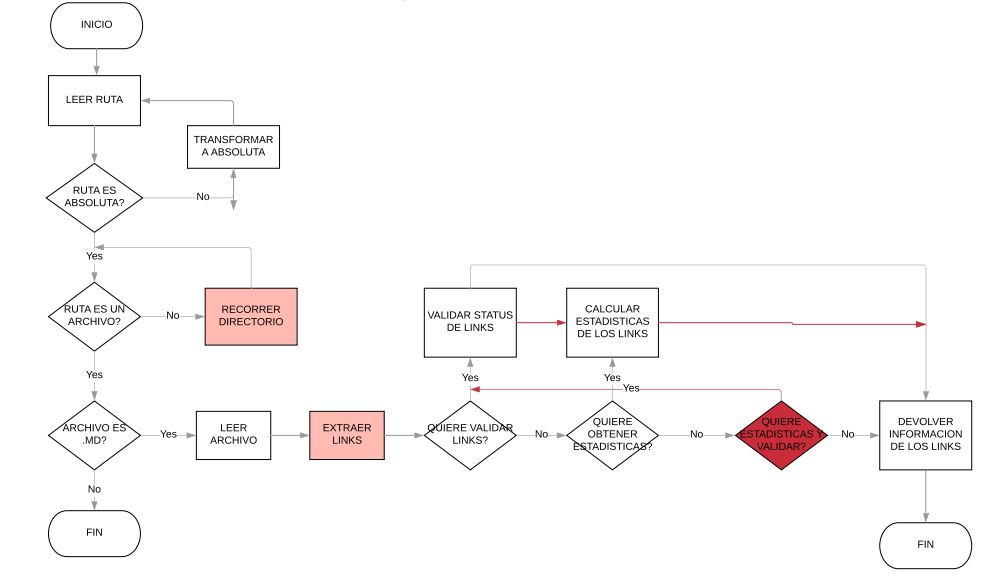 INICIO
LEER RUTA
TRANSFORMAR
A ABSOLUTA
RUTA ES
ABSOLUTA?
No
Yes
RUTA ES UN
ARCHIVO?
No
RECORRER
DIRECTORIO
Yes
ARCHIVO ES
.MD?
Yes
LEER
ARCHIVO
EXTRAER
LINKS
QUIERE VALIDAR
LINKS?
Yes
VALIDAR STATUS
DE LINKS
No
QUIERE
OBTENER
ESTADISTICAS?
Yes
CALCULAR
ESTADISTICAS
DE LOS LINKS
No
QUIERE
ESTADISTICAS Y
VALIDAR?
Yes
No
DEVOLVER
INFORMACION
DE LOS LINKS
No
FIN
FIN